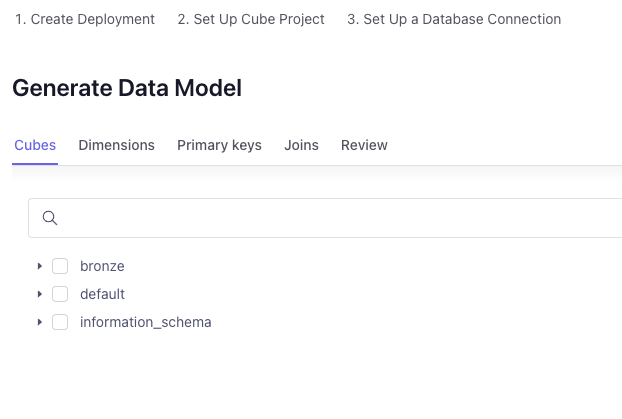 1. Create Deployment 2. Set Up Cube Project 3. Set Up a Database Connection
Generate Data Model
Cubes Dimensions Primary keys Joins Review
bronze
default
information_schema